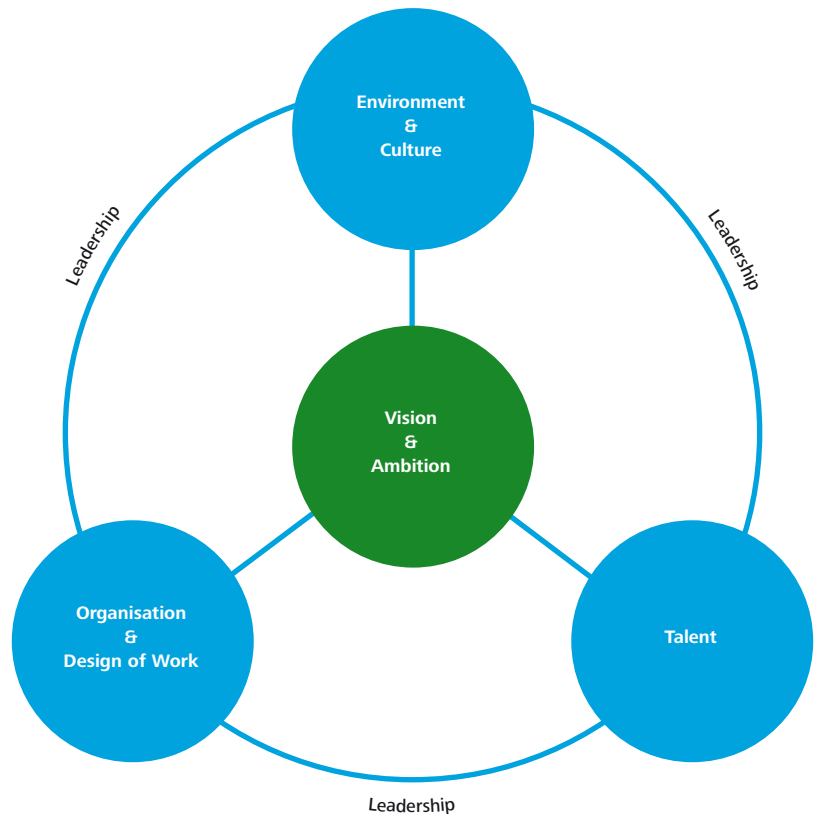 Environment
&
Culture
Leadership
Leadership
Vision
&
Ambition
Organisation
&
Design of Work
Talent
Leadership